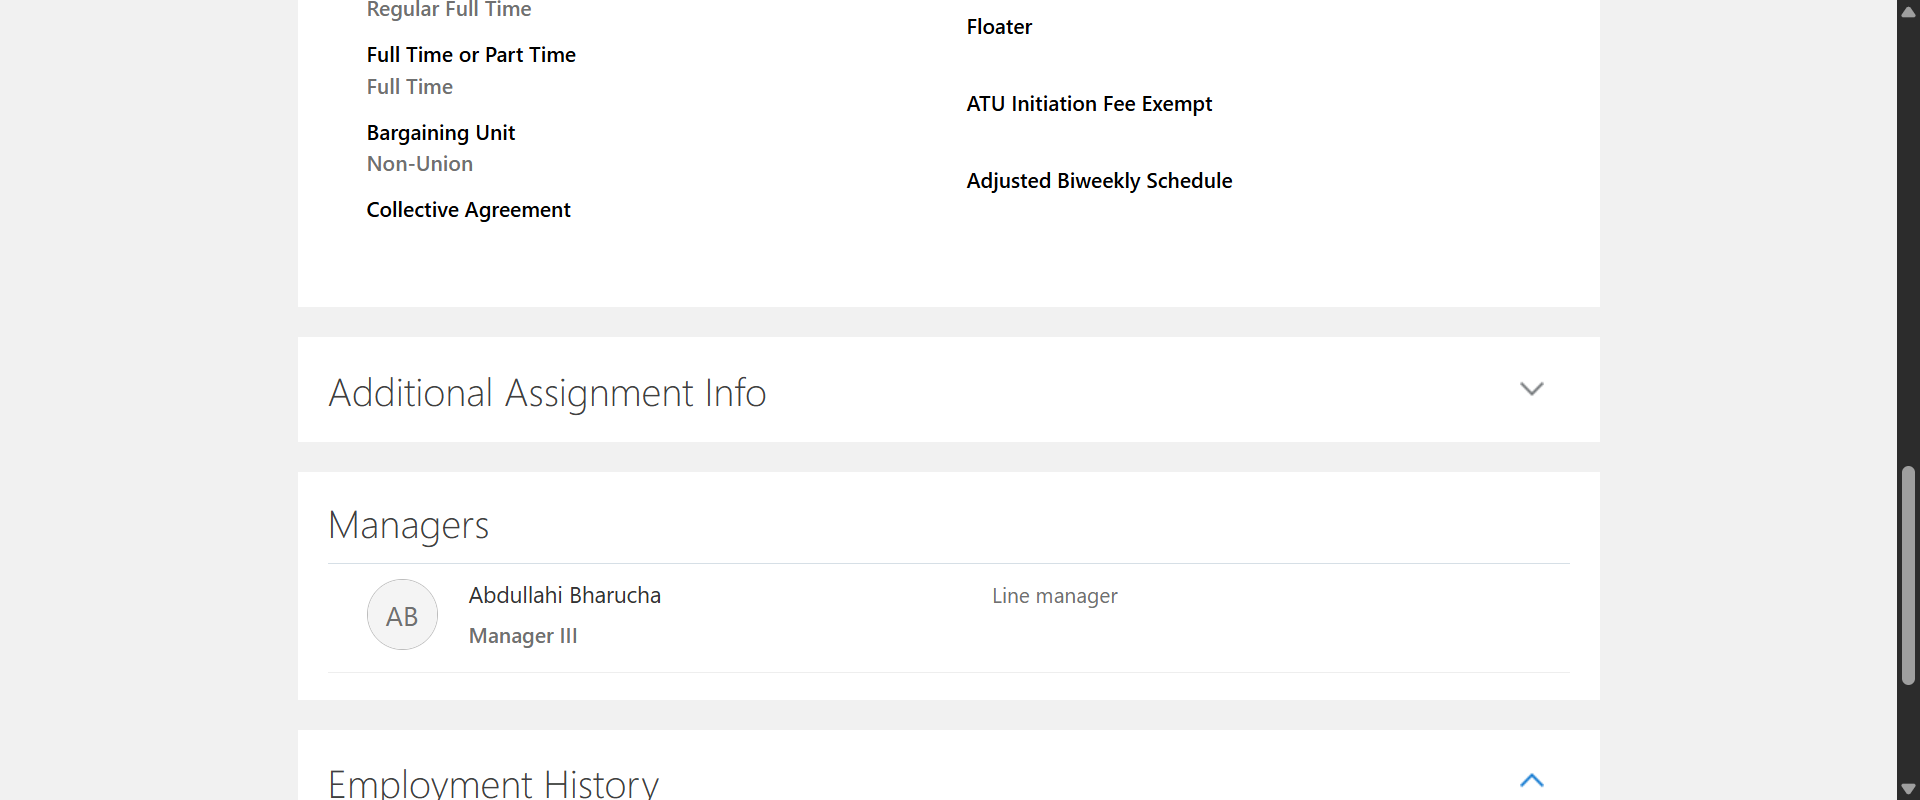 Regular Full Time
Full Time or Part Time
Full Time
Bargaining Unit
Non-Union
Collective Agreement
Floater
ATU Initiation Fee Exempt
Adjusted Biweekly Schedule
Additional Assignment Info
Managers
AB
Abdullahi Bharucha
Manager III
Line manager
Employment History